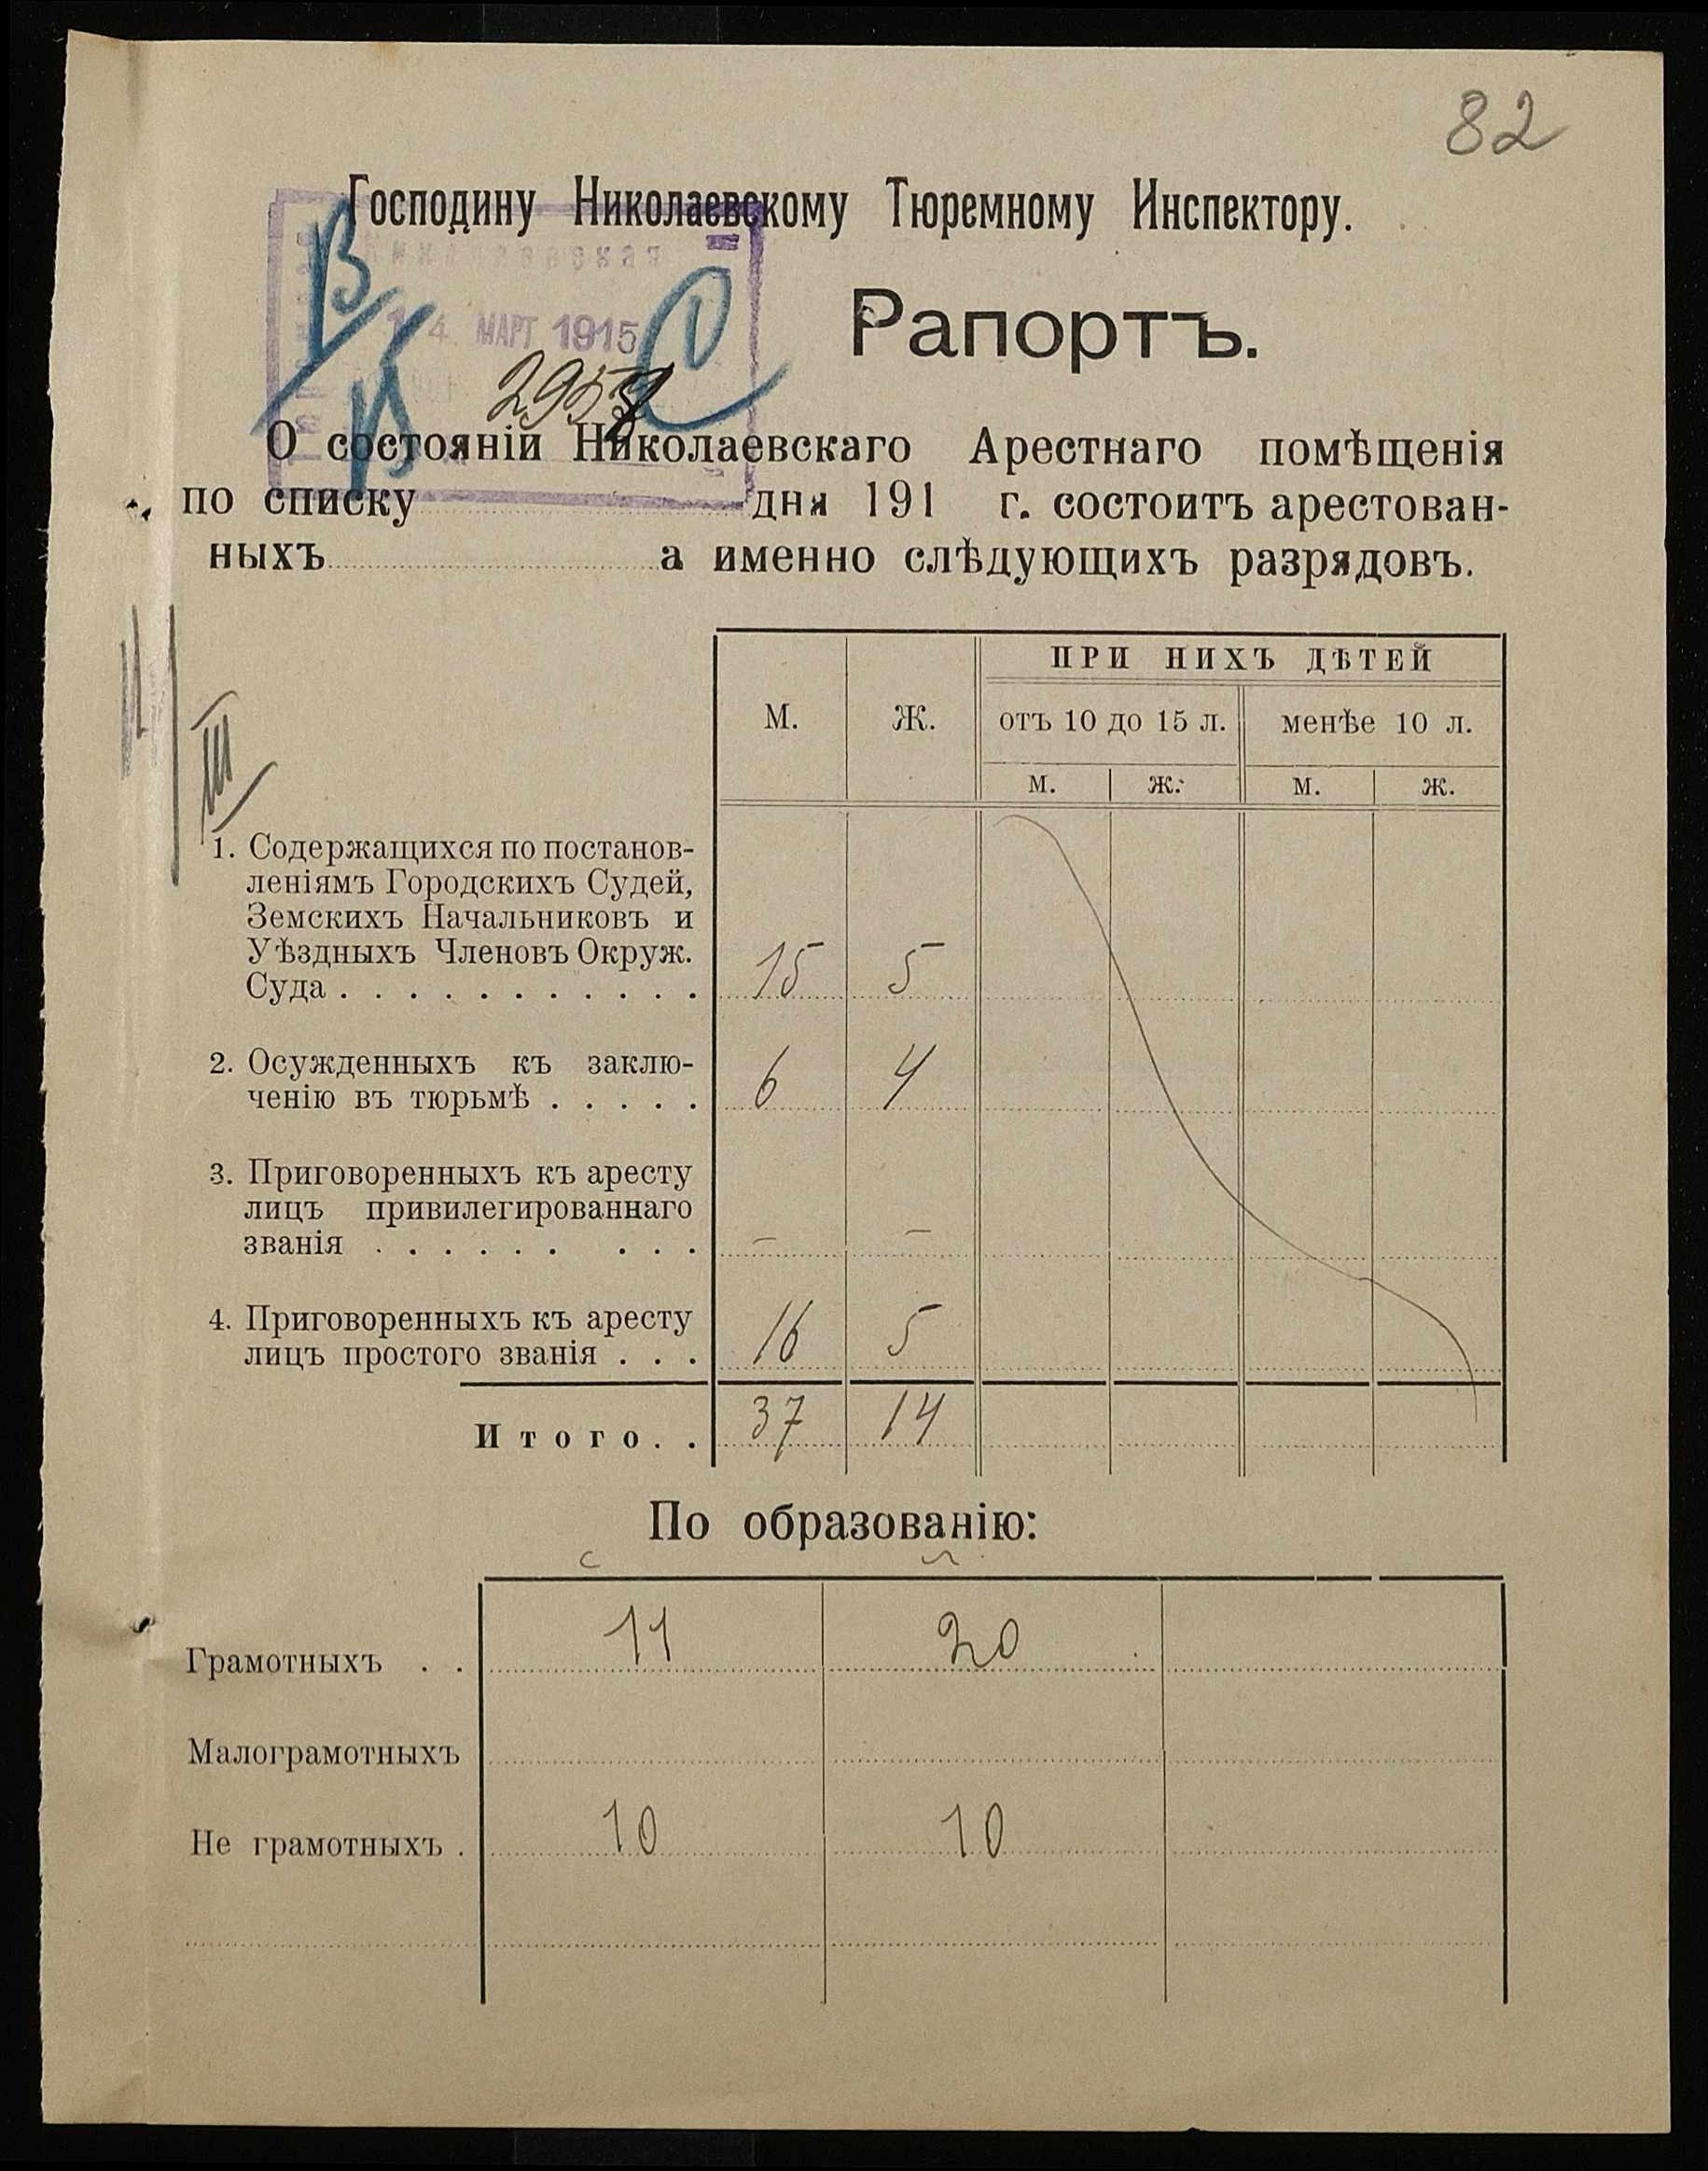 82
Господину Николаевскому Тюремному Инспектору.
14 МАРТ 1915
Рапортъ.
О состоянiи Николаевскаго Арестнаго помѣщенiя
по списку дня 191 г. состоитъ арестован-
ныхъ а именно слѣдующихъ разрядовъ.
ПРИ НИХЪ ДѢТЕЙ
М. Ж. отъ 10 до 15 л. менѣе 10 л.
м. ж. м. ж.
III
1. Содержащихся по постанов-
ленiямъ Городскихъ Судей,
Земскихъ Начальниковъ и
Уѣздныхъ Членовъ Окруж.
Суда . . . . . . . . . . . 15 5
2. Осужденныхъ къ заклю-
ченiю въ тюрьмѣ . . . . . 6 4
3. Приговоренныхъ къ аресту
лицъ привилегированнаго
званiя . . . . . . . . . – –
4. Приговоренныхъ къ аресту
лицъ простого званiя . . . 16 5
Итого. . 37 14
По образованiю:
Грамотныхъ . . 11 20
Малограмотныхъ
Не грамотныхъ . 10 10